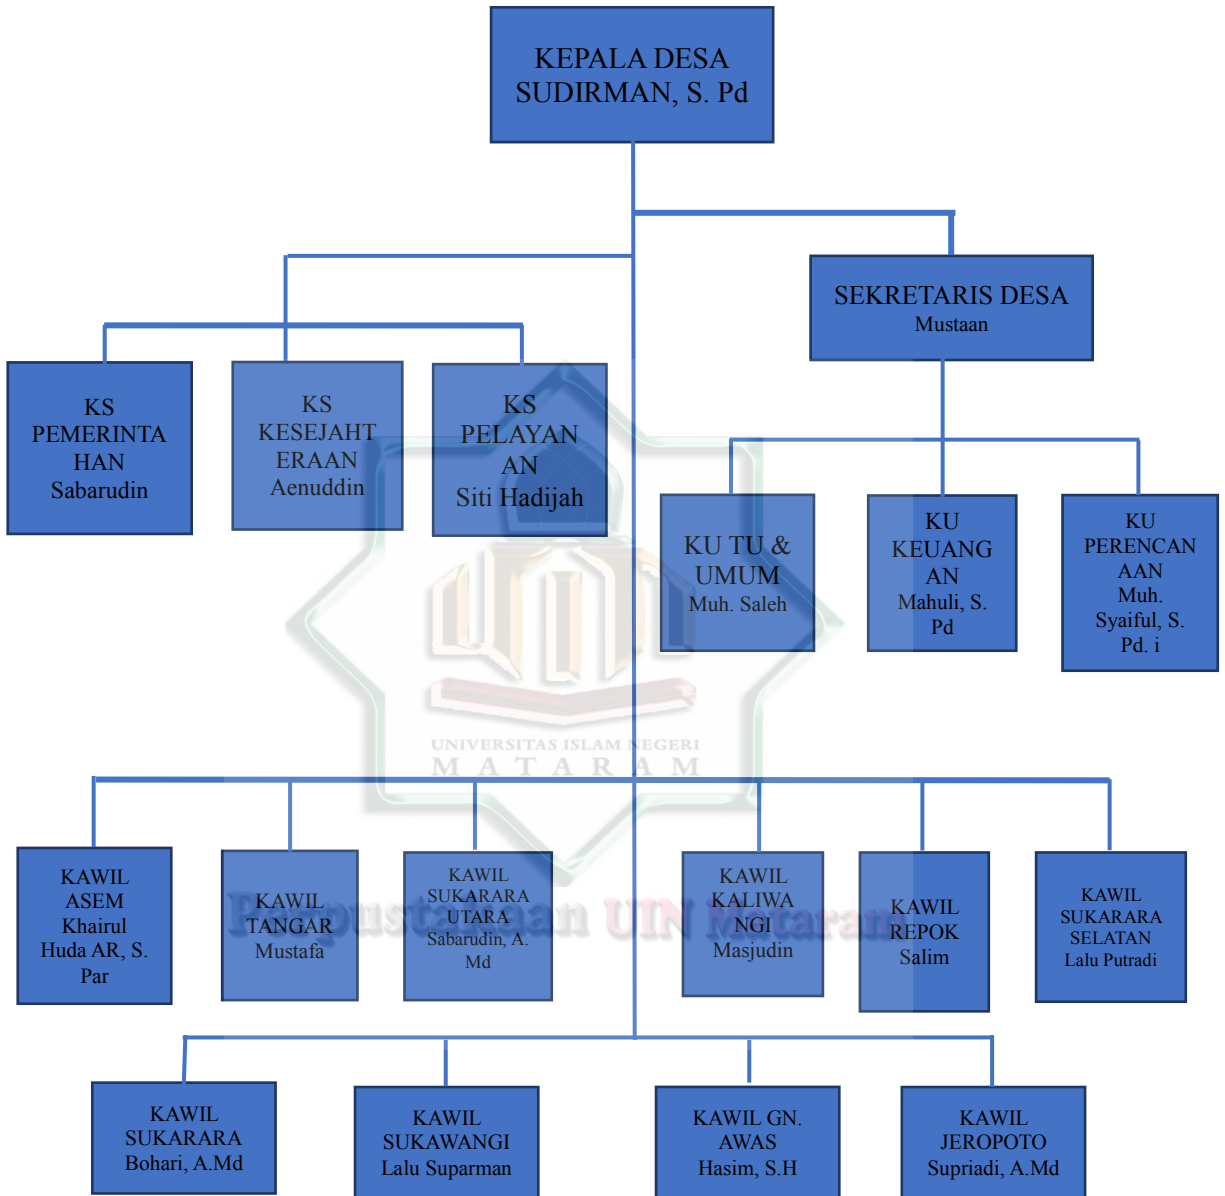 KEPALA DESA
SUDIRMAN, S. Pd
SEKRETARIS DESA
Mustaan
KS
PEMERINTA
HAN
Sabarudin
KS
KESEJAHT
ERAAN
Aenuddin
KS
PELAYAN
AN
Siti Hadijah
KU TU &
UMUM
Muh. Saleh
KU
KEUANG
AN
Mahuli, S.
Pd
KU
PERENCAN
AAN
Muh.
Syaiful, S.
Pd. i
UNIVERSITAS ISLAM NEGERI
MATARAM
KAWIL
ASEM
Khairul
Huda AR, S.
Par
KAWIL
TANGAR
Mustafa
KAWIL
SUKARARA
UTARA
Sabarudin, A.
Md
KAWIL
KALIWA
NGI
Masjudin
KAWIL
REPOK
Salim
KAWIL
SUKARARA
SELATAN
Lalu Putradi
Perpustakaan UIN Mataram
KAWIL
SUKARARA
Bohari, A.Md
KAWIL
SUKAWANGI
Lalu Suparman
KAWIL GN.
AWAS
Hasim, S.H
KAWIL
JEROPOTO
Supriadi, A.Md